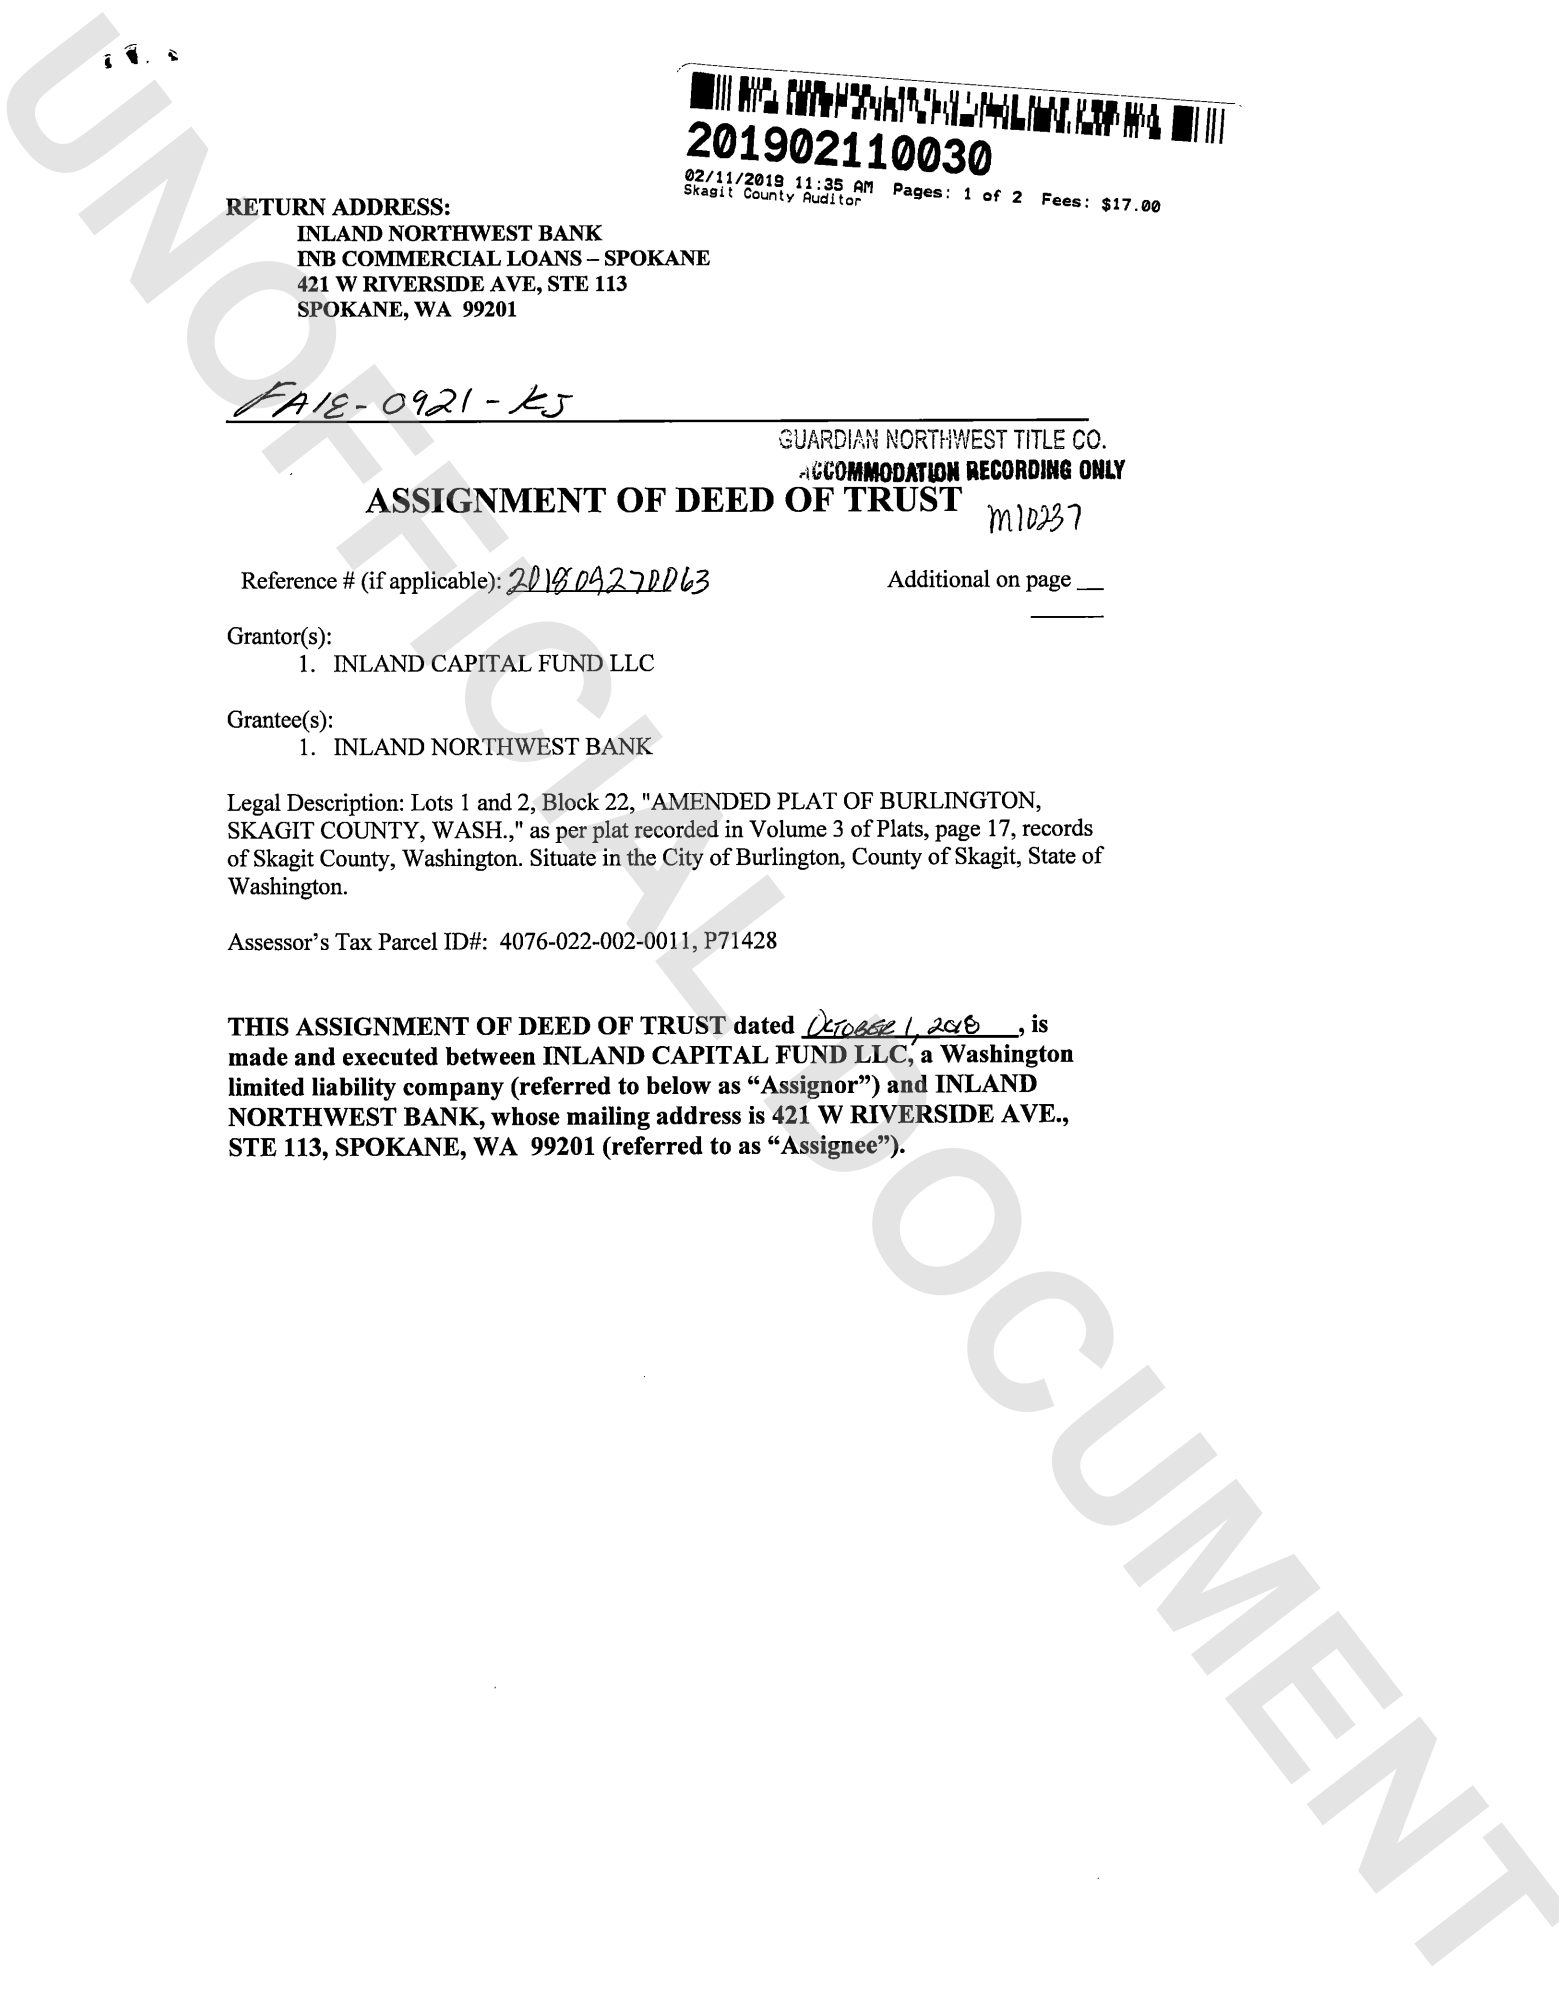 201902110030
02/11/2019 11:35 AM Pages: 1 of 2 Fees: $17.00
Skagit County Auditor
RETURN ADDRESS:
INLAND NORTHWEST BANK
INB COMMERCIAL LOANS – SPOKANE
421 W RIVERSIDE AVE, STE 113
SPOKANE, WA 99201
FA18-0921-KJ
GUARDIAN NORTHWEST TITLE CO.
ACCOMMODATION RECORDING ONLY
ASSIGNMENT OF DEED OF TRUST
M10237
Reference # (if applicable): 201809270063 Additional on page __
Grantor(s):
1. INLAND CAPITAL FUND LLC
Grantee(s):
1. INLAND NORTHWEST BANK
Legal Description: Lots 1 and 2, Block 22, "AMENDED PLAT OF BURLINGTON,
SKAGIT COUNTY, WASH.," as per plat recorded in Volume 3 of Plats, page 17, records
of Skagit County, Washington. Situate in the City of Burlington, County of Skagit, State of
Washington.
Assessor's Tax Parcel ID#: 4076-022-002-0011, P71428
THIS ASSIGNMENT OF DEED OF TRUST dated OCTOBER 1, 2018, is
made and executed between INLAND CAPITAL FUND LLC, a Washington
limited liability company (referred to below as “Assignor”) and INLAND
NORTHWEST BANK, whose mailing address is 421 W RIVERSIDE AVE.,
STE 113, SPOKANE, WA 99201 (referred to as “Assignee”).
UNOFFICIAL DOCUMENT